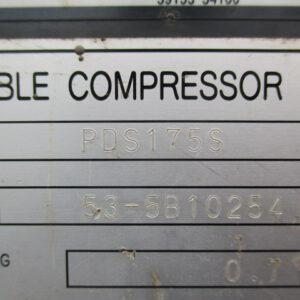 BLE COMPRESSOR
PDS175S
53-5B10254
G
0.7